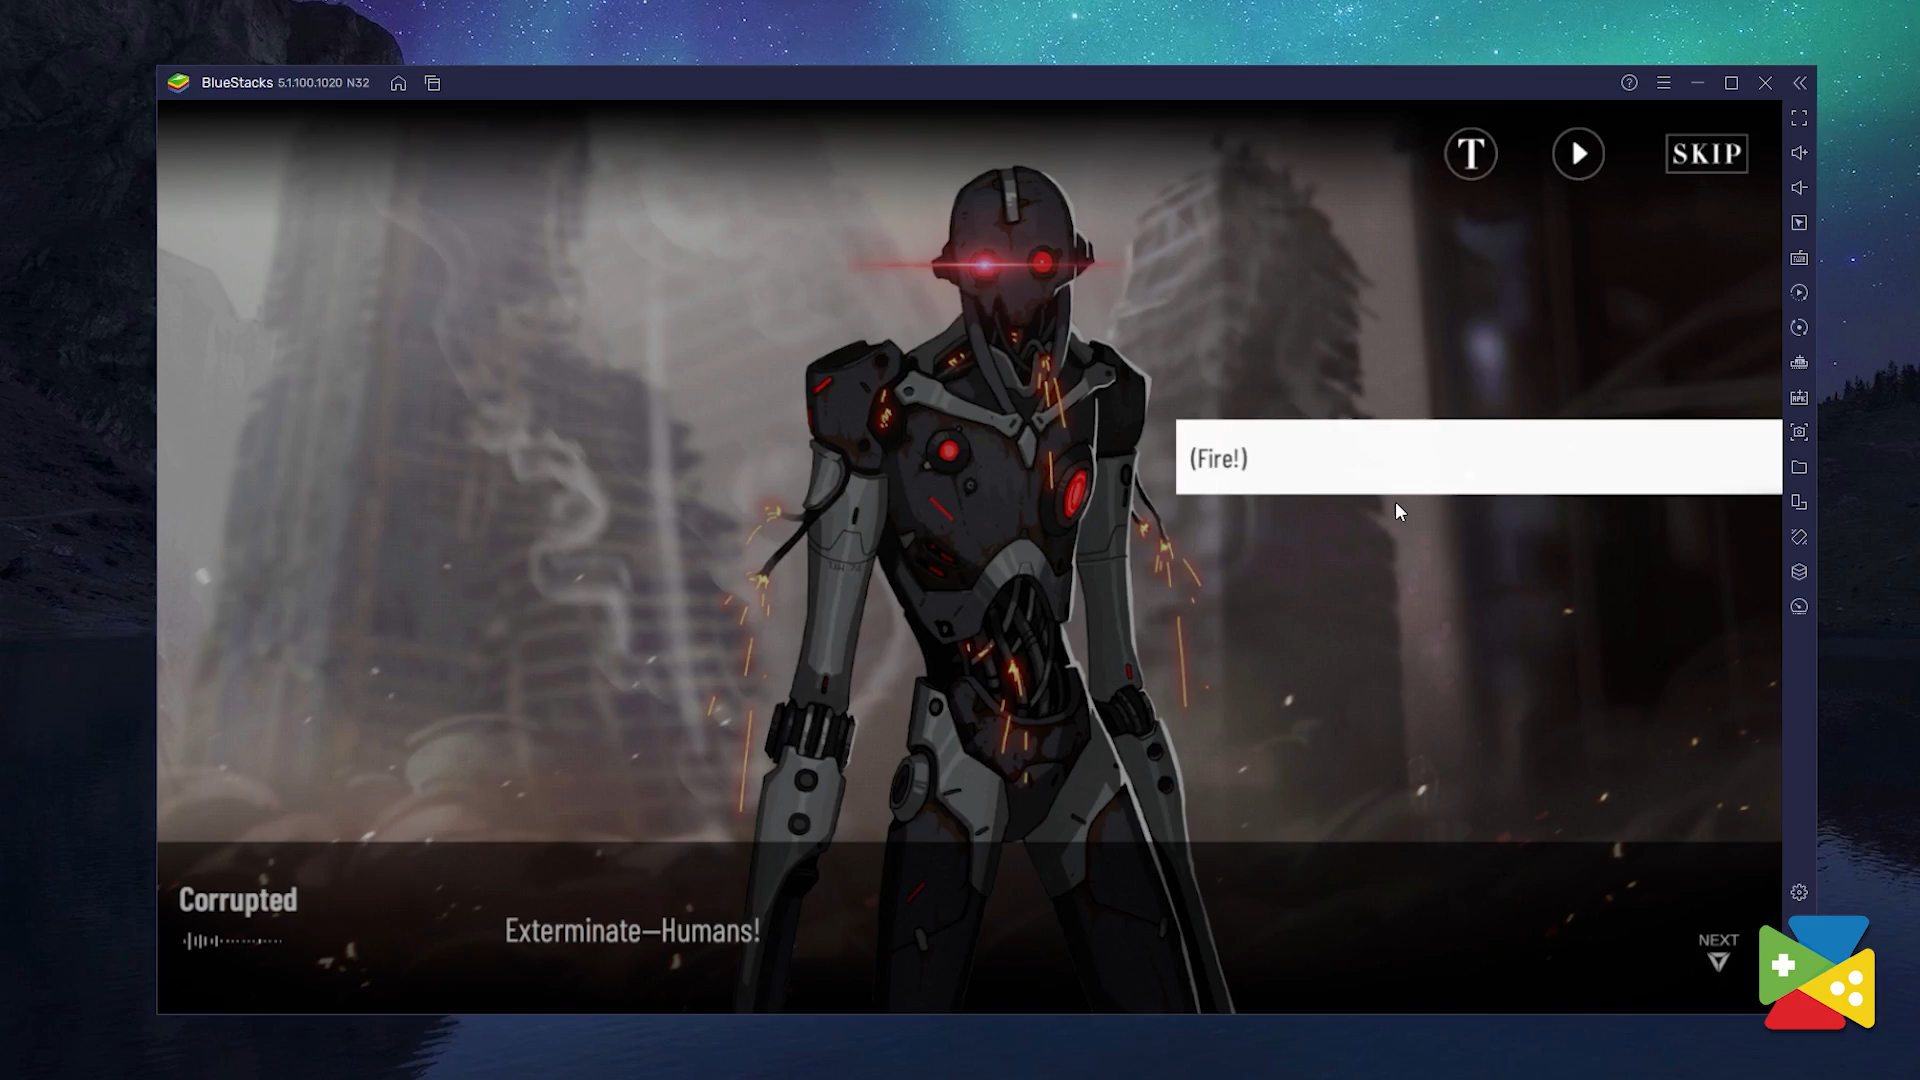 BlueStacks 5.1.100.1020 N32
T
SKIP
(Fire!)
Corrupted
Exterminate—Humans!
NEXT